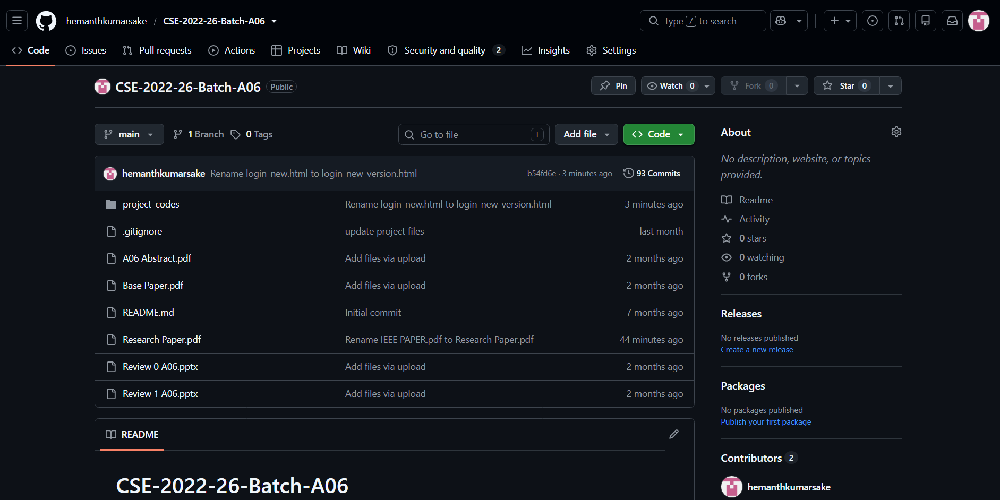 hemanthkumarsake / CSE-2022-26-Batch-A06
Type / to search
Code
Issues
Pull requests
Actions
Projects
Wiki
Security and quality 2
Insights
Settings
CSE-2022-26-Batch-A06 Public
Pin
Watch 0
Fork 0
Star 0
main
1 Branch
0 Tags
Go to file T
Add file
Code
hemanthkumarsake Rename login_new.html to login_new_version.html b54fd6e · 3 minutes ago 93 Commits
project_codes Rename login_new.html to login_new_version.html 3 minutes ago
.gitignore update project files last month
A06 Abstract.pdf Add files via upload 2 months ago
Base Paper.pdf Add files via upload 2 months ago
README.md Initial commit 7 months ago
Research Paper.pdf Rename IEEE PAPER.pdf to Research Paper.pdf 44 minutes ago
Review 0 A06.pptx Add files via upload 2 months ago
Review 1 A06.pptx Add files via upload 2 months ago
README
CSE-2022-26-Batch-A06
About
No description, website, or topics
provided.
Readme
Activity
0 stars
0 watching
0 forks
Releases
No releases published
Create a new release
Packages
No packages published
Publish your first package
Contributors 2
hemanthkumarsake